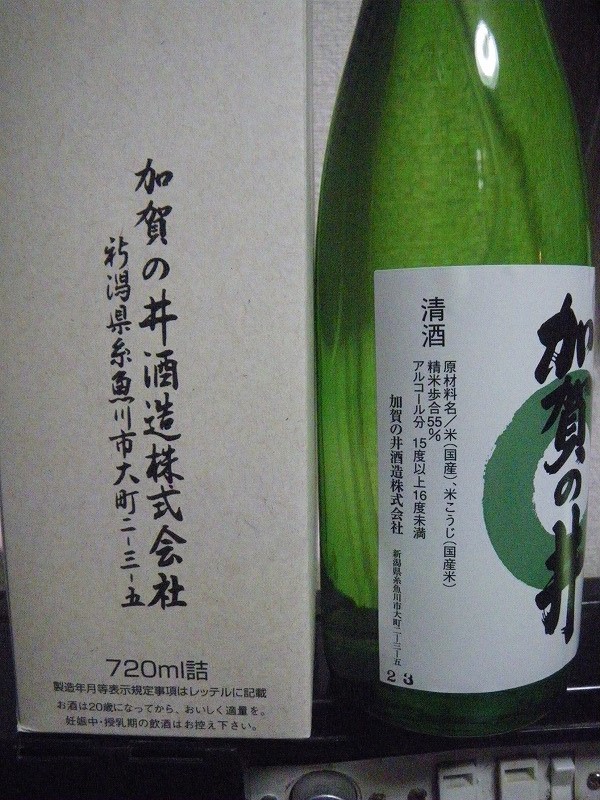 加賀の井酒造株式会社
新潟県糸魚川市大町二-三-五
720ml詰
製造年月等表示規定事項はレッテルに記載
お酒は20歳になってから、おいしく適量を。
妊娠中・授乳期の飲酒はお控え下さい。
加賀の井
清酒
原材料名/米(国産)、米こうじ(国産米)
精米歩合55%
アルコール分 15度以上16度未満
加賀の井酒造株式会社
新潟県糸魚川市大町二-三-五
23